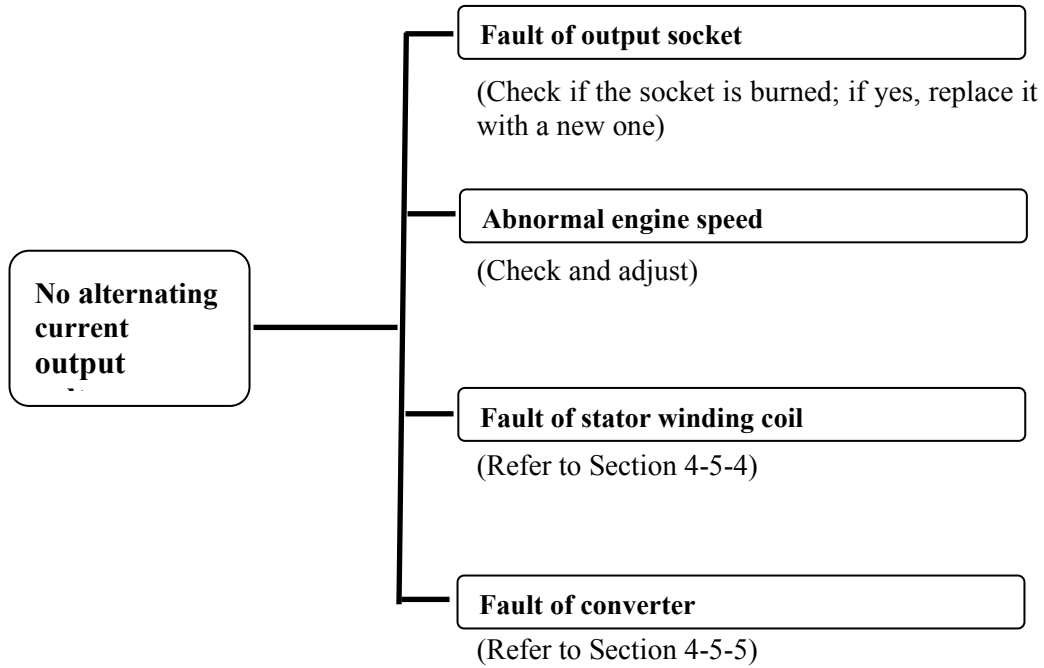 Fault of output socket
(Check if the socket is burned; if yes, replace it
with a new one)
Abnormal engine speed
(Check and adjust)
No alternating
current
output
Fault of stator winding coil
(Refer to Section 4-5-4)
Fault of converter
(Refer to Section 4-5-5)